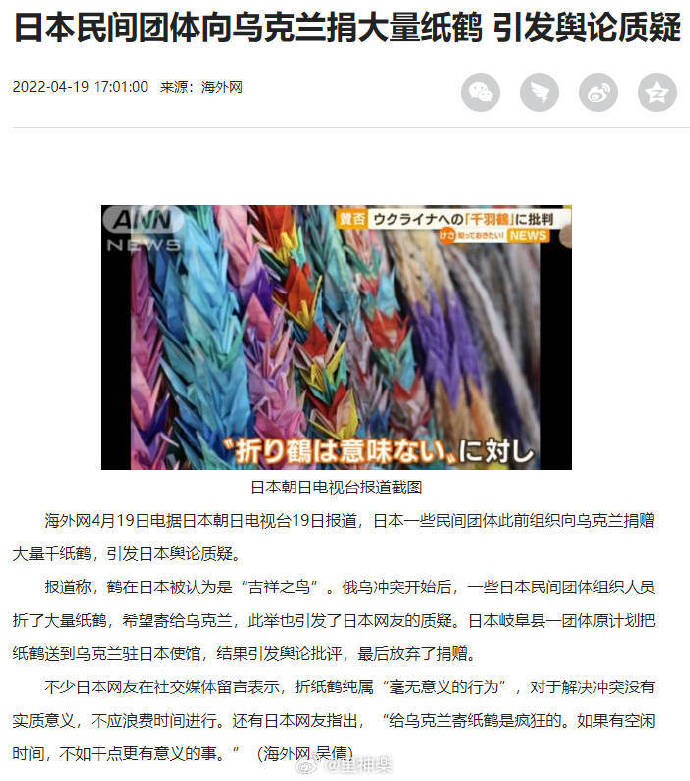 日本民间团体向乌克兰捐大量纸鹤 引发舆论质疑
2022-04-19 17:01:00 来源：海外网
ANN
NEWS
賛否 ウクライナへの「千羽鶴」に批判
けさ 知っておきたい! NEWS
〝折り鶴は意味ない〟に対し
日本朝日电视台报道截图
海外网4月19日电据日本朝日电视台19日报道，日本一些民间团体此前组织向乌克兰捐赠
大量千纸鹤，引发日本舆论质疑。
报道称，鹤在日本被认为是“吉祥之鸟”。俄乌冲突开始后，一些日本民间团体组织人员
折了大量纸鹤，希望寄给乌克兰，此举也引发了日本网友的质疑。日本岐阜县一团体原计划把
纸鹤送到乌克兰驻日本使馆，结果引发舆论批评，最后放弃了捐赠。
不少日本网友在社交媒体留言表示，折纸鹤纯属“毫无意义的行为”，对于解决冲突没有
实质意义，不应浪费时间进行。还有日本网友指出，“给乌克兰寄纸鹤是疯狂的。如果有空闲
时间，不如干点更有意义的事。”（海外网 吴倩）